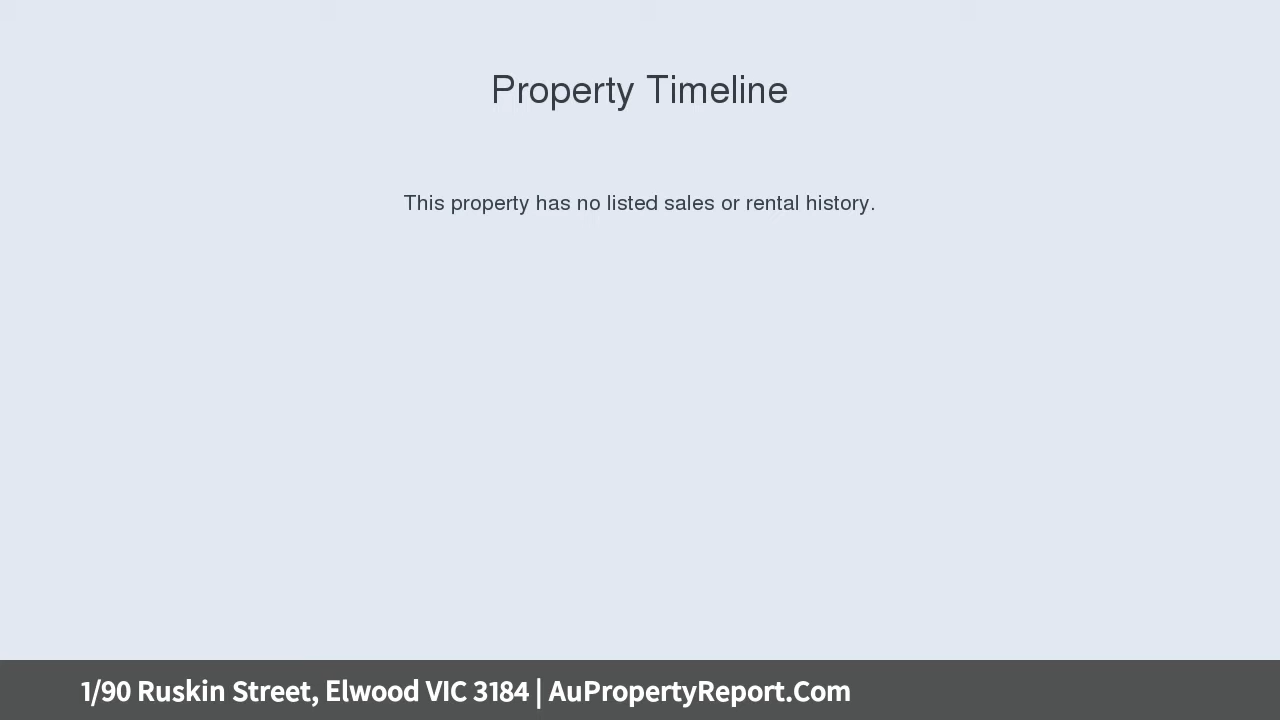 Property Timeline
This property has no listed sales or rental history.
1/90 Ruskin Street, Elwood VIC 3184 | AuPropertyReport.Com